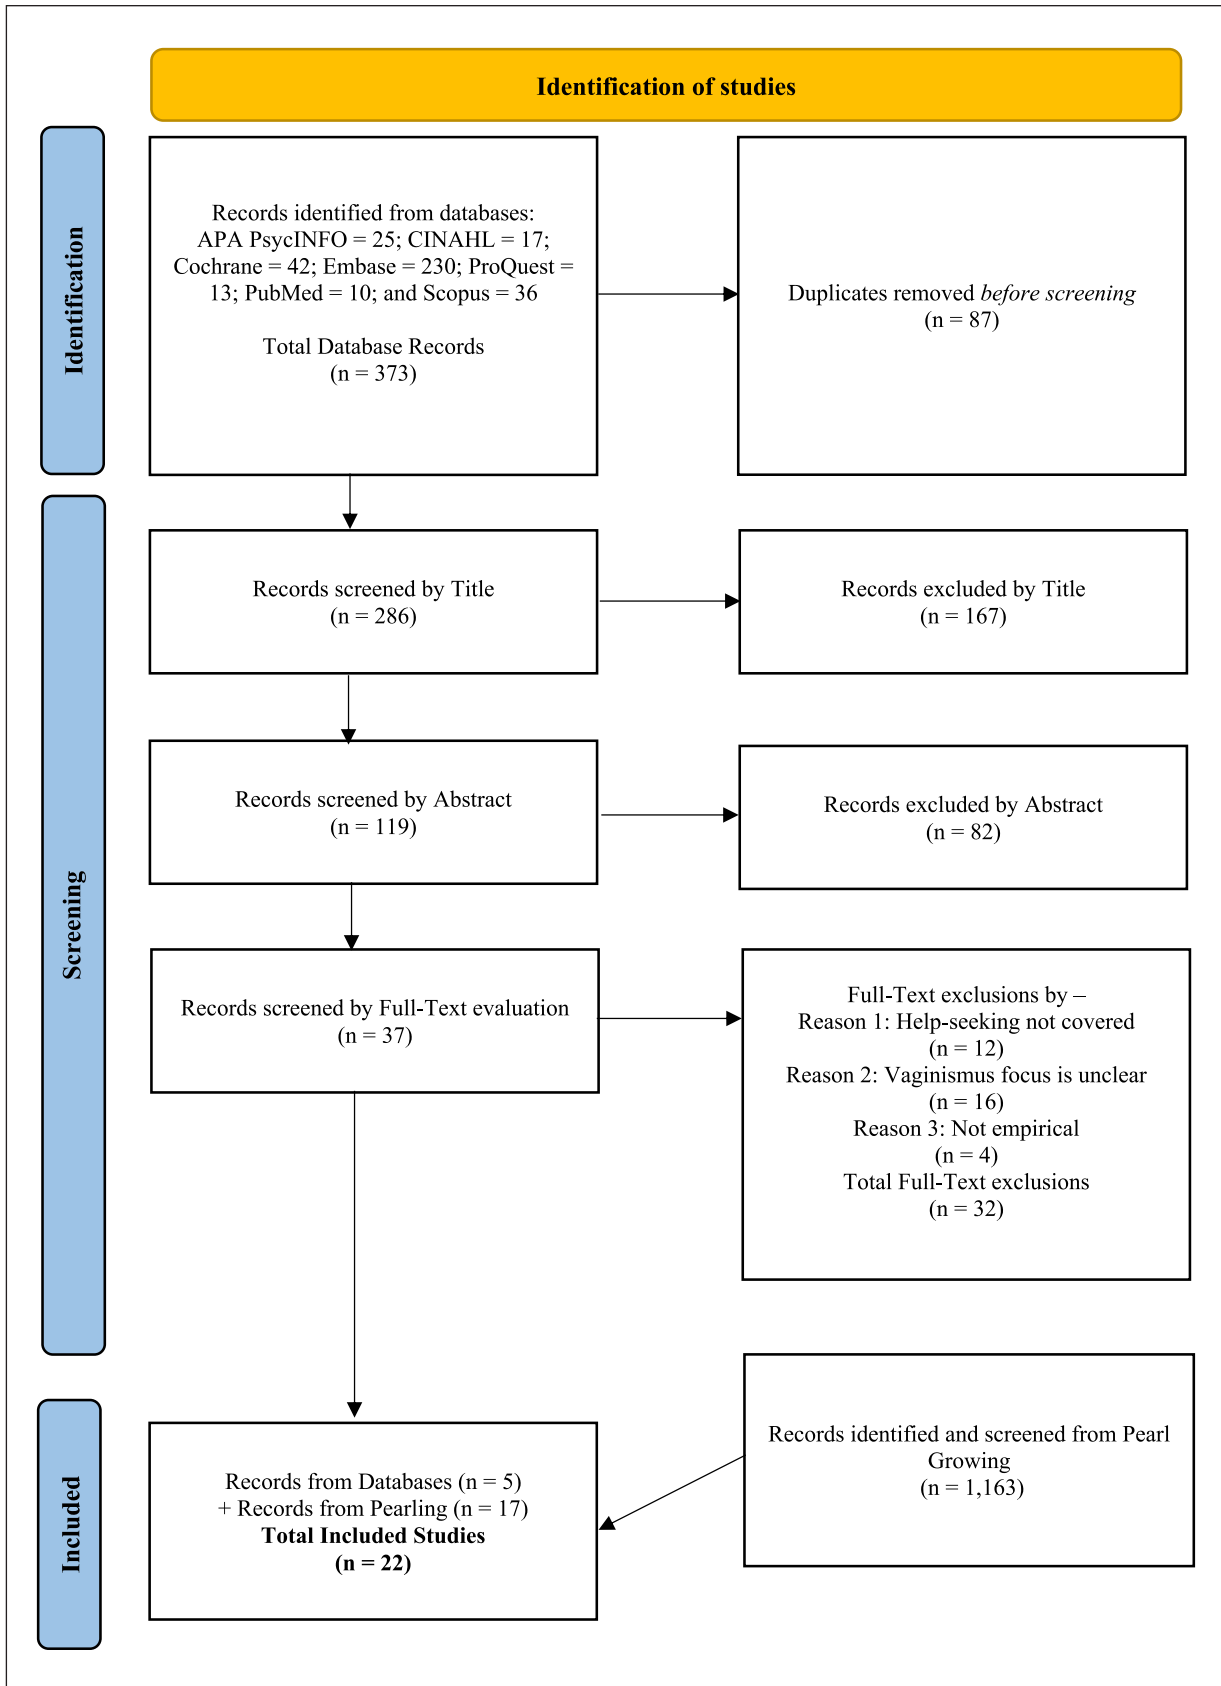 Identification of studies
Identification
Records identified from databases:
APA PsycINFO = 25; CINAHL = 17;
Cochrane = 42; Embase = 230; ProQuest =
13; PubMed = 10; and Scopus = 36
Total Database Records
(n = 373)
Duplicates removed before screening
(n = 87)
Screening
Records screened by Title
(n = 286)
Records excluded by Title
(n = 167)
Records screened by Abstract
(n = 119)
Records excluded by Abstract
(n = 82)
Records screened by Full-Text evaluation
(n = 37)
Full-Text exclusions by –
Reason 1: Help-seeking not covered
(n = 12)
Reason 2: Vaginismus focus is unclear
(n = 16)
Reason 3: Not empirical
(n = 4)
Total Full-Text exclusions
(n = 32)
Included
Records from Databases (n = 5)
+ Records from Pearling (n = 17)
Total Included Studies
(n = 22)
Records identified and screened from Pearl
Growing
(n = 1,163)